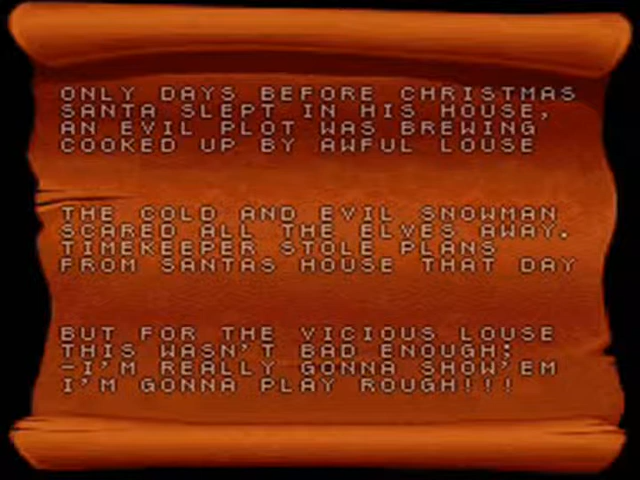 ONLY DAYS BEFORE CHRISTMAS
SANTA SLEPT IN HIS HOUSE,
AN EVIL PLOT WAS BREWING
COOKED UP BY AWFUL LOUSE
THE COLD AND EVIL SNOWMAN
SCARED ALL THE ELVES AWAY.
TIMEKEEPER STOLE PLANS
FROM SANTAS HOUSE THAT DAY
BUT FOR THE VICIOUS LOUSE
THIS WASN'T BAD ENOUGH;
-I'M REALLY GONNA SHOW'EM
I'M GONNA PLAY ROUGH!!!